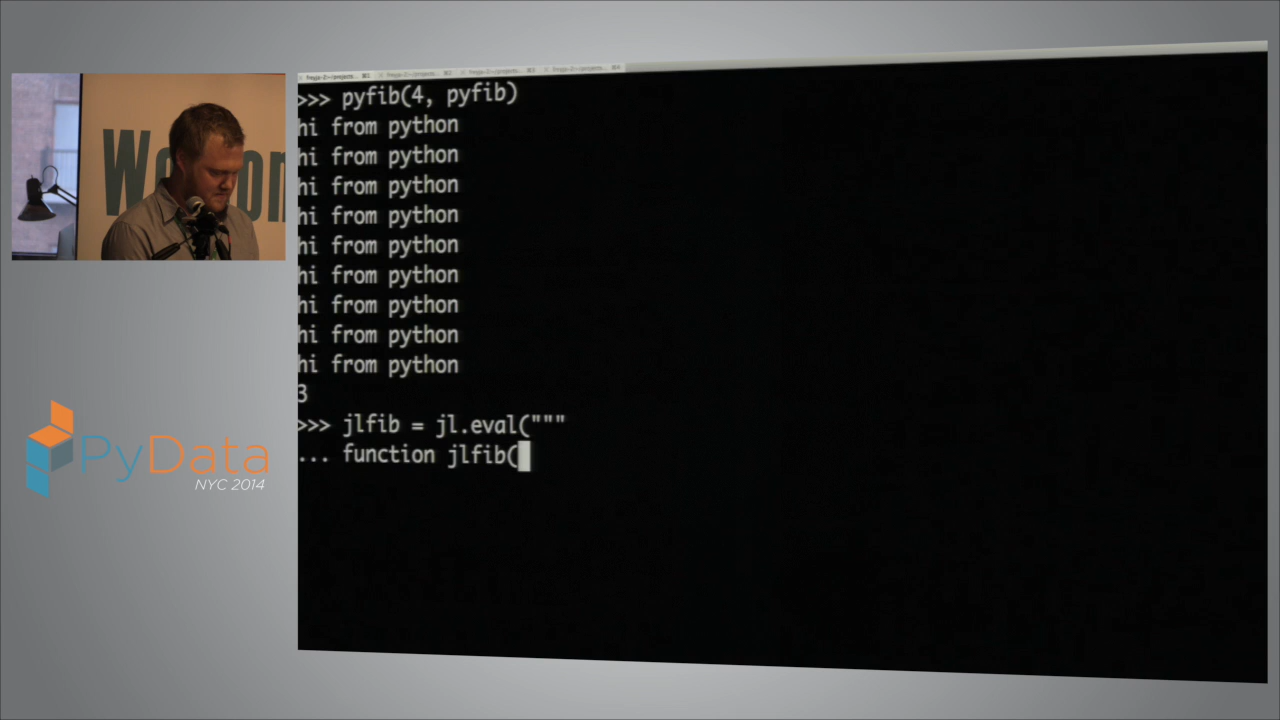 >>> pyfib(4, pyfib)
hi from python
hi from python
hi from python
hi from python
hi from python
hi from python
hi from python
hi from python
hi from python
3
>>> jlfib = jl.eval("""
... function jlfib(
PyData
NYC 2014